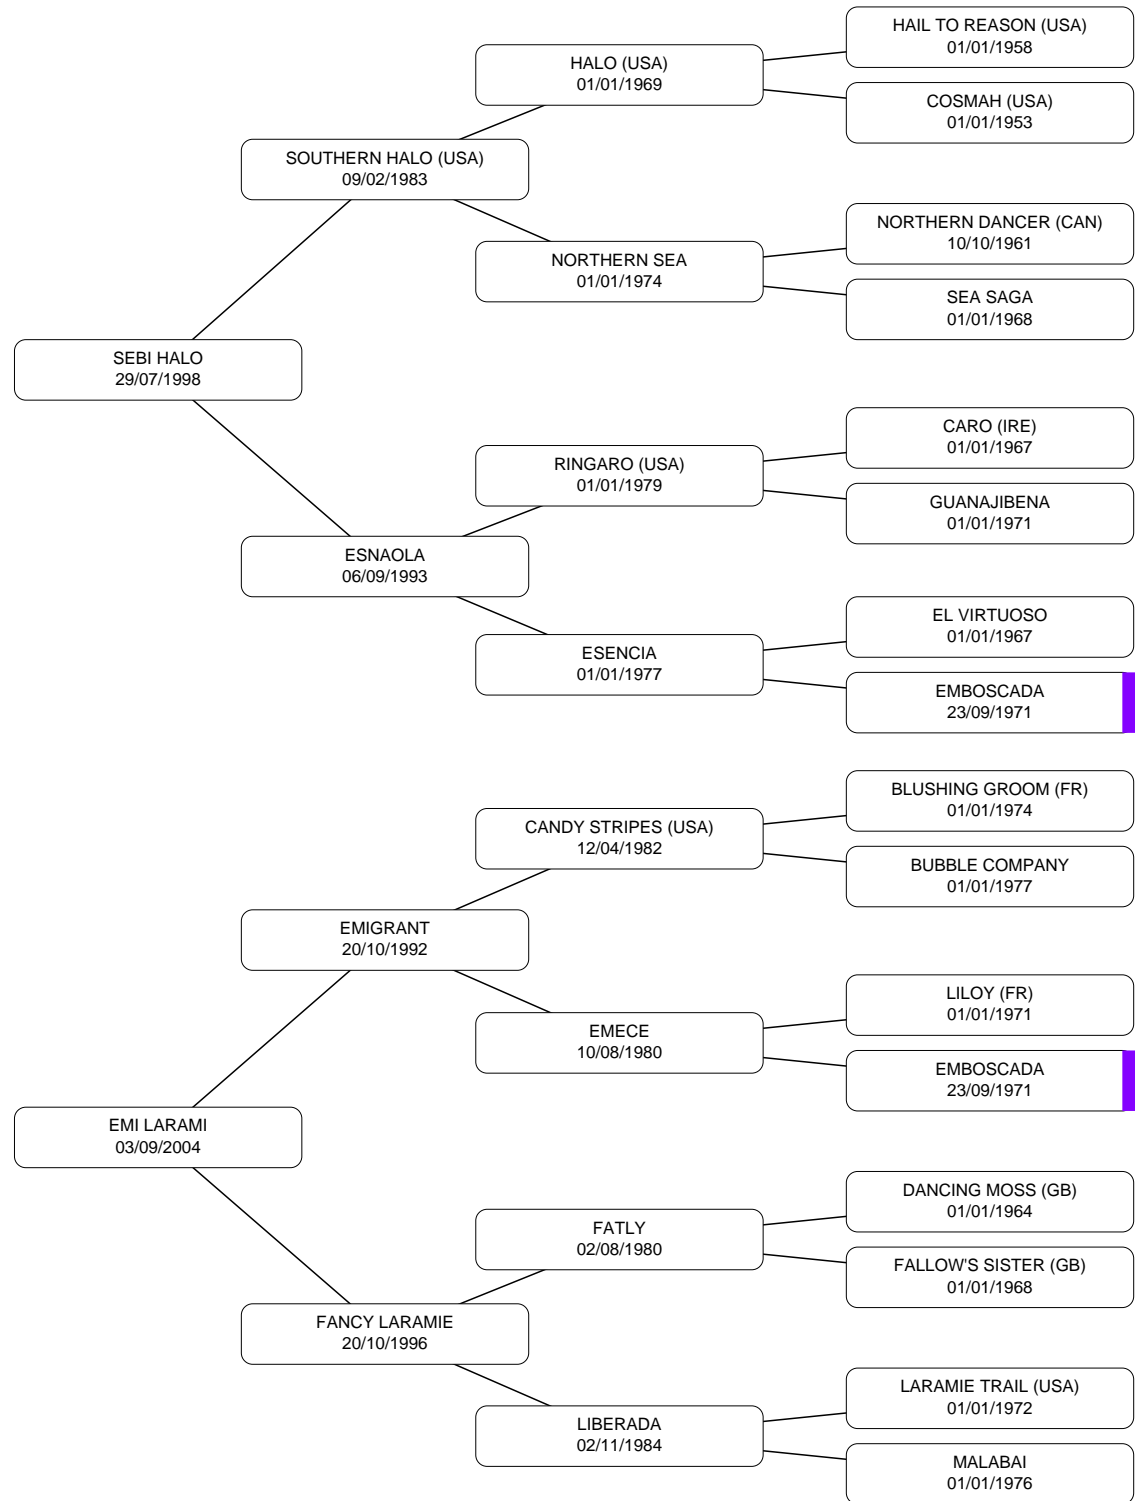 HAIL TO REASON (USA)
01/01/1958
HALO (USA)
01/01/1969
COSMAH (USA)
01/01/1953
SOUTHERN HALO (USA)
09/02/1983
NORTHERN DANCER (CAN)
10/10/1961
NORTHERN SEA
01/01/1974
SEA SAGA
01/01/1968
SEBI HALO
29/07/1998
CARO (IRE)
01/01/1967
RINGARO (USA)
01/01/1979
GUANAJIBENA
01/01/1971
ESNAOLA
06/09/1993
EL VIRTUOSO
01/01/1967
ESENCIA
01/01/1977
EMBOSCADA
23/09/1971
BLUSHING GROOM (FR)
01/01/1974
CANDY STRIPES (USA)
12/04/1982
BUBBLE COMPANY
01/01/1977
EMIGRANT
20/10/1992
LILOY (FR)
01/01/1971
EMECE
10/08/1980
EMBOSCADA
23/09/1971
EMI LARAMI
03/09/2004
DANCING MOSS (GB)
01/01/1964
FATLY
02/08/1980
FALLOW'S SISTER (GB)
01/01/1968
FANCY LARAMIE
20/10/1996
LARAMIE TRAIL (USA)
01/01/1972
LIBERADA
02/11/1984
MALABAI
01/01/1976